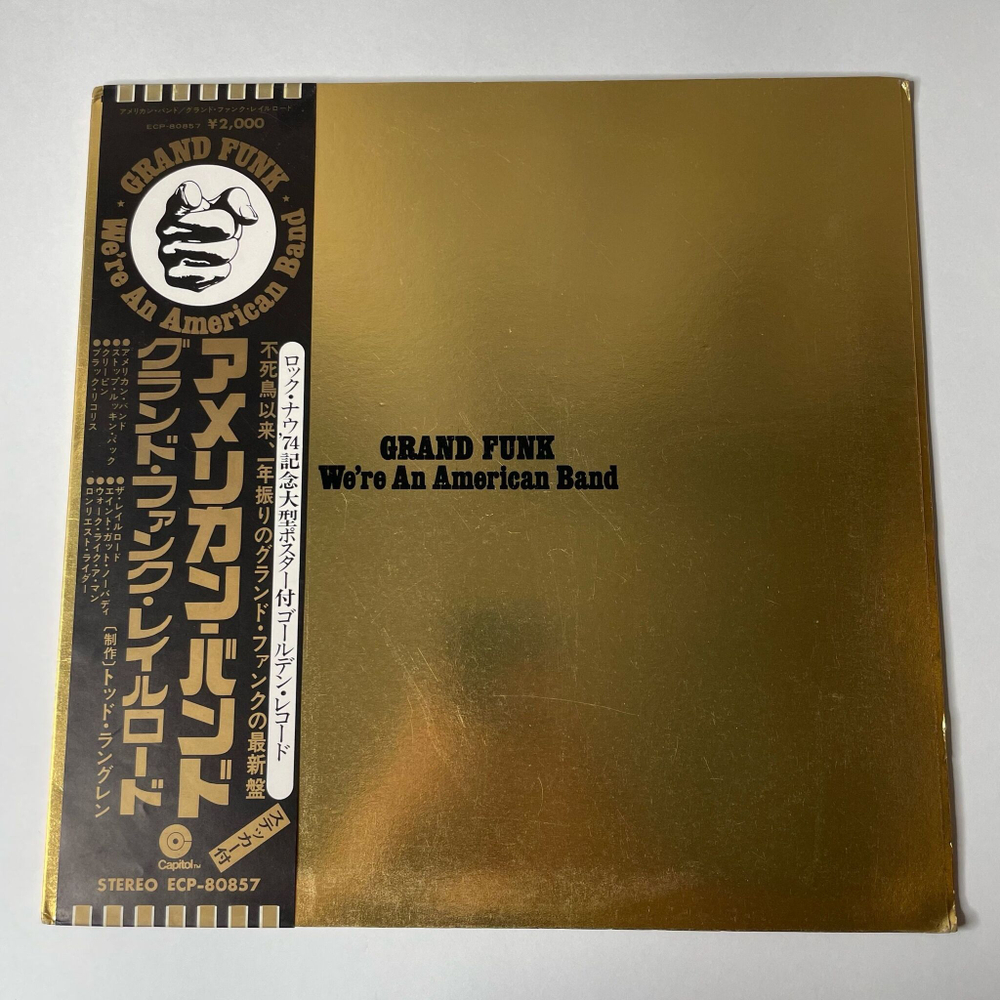 アメリカン・バンド／グランド・ファンク・レイルロード
ECP-80857 ¥2,000
GRAND FUNK
We're An American Band
ロック・ナウ'74記念大型ポスター付ゴールデン・レコード
不死鳥以来、一年振りのグランド・ファンクの最新盤
アメリカン・バンド
グランド・ファンク・レイルロード
●アメリカン・バンド
●ストップ・ルッキン・バック
●クリーピン
●ブラック・リコリス
●ザ・レイルロード
●エイント・ガット・ノーバディ
●ウォーク・ライク・ア・マン
●ロンリエスト・ライダー
〔制作〕トッド・ラングレン
ステッカー付
Capitol TM
STEREO ECP-80857
GRAND FUNK
We're An American Band